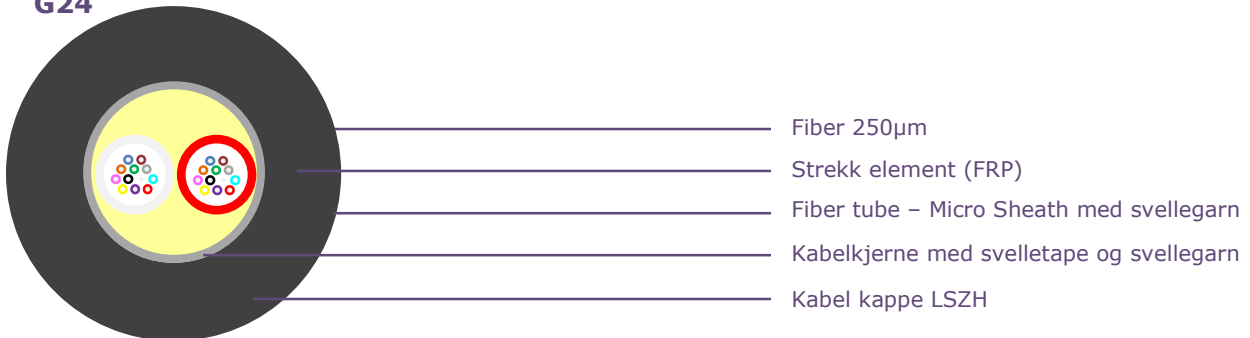 G24
Fiber 250µm
Strekk element (FRP)
Fiber tube – Micro Sheath med svellegarn
Kabelkjerne med svelletape og svellegarn
Kabel kappe LSZH